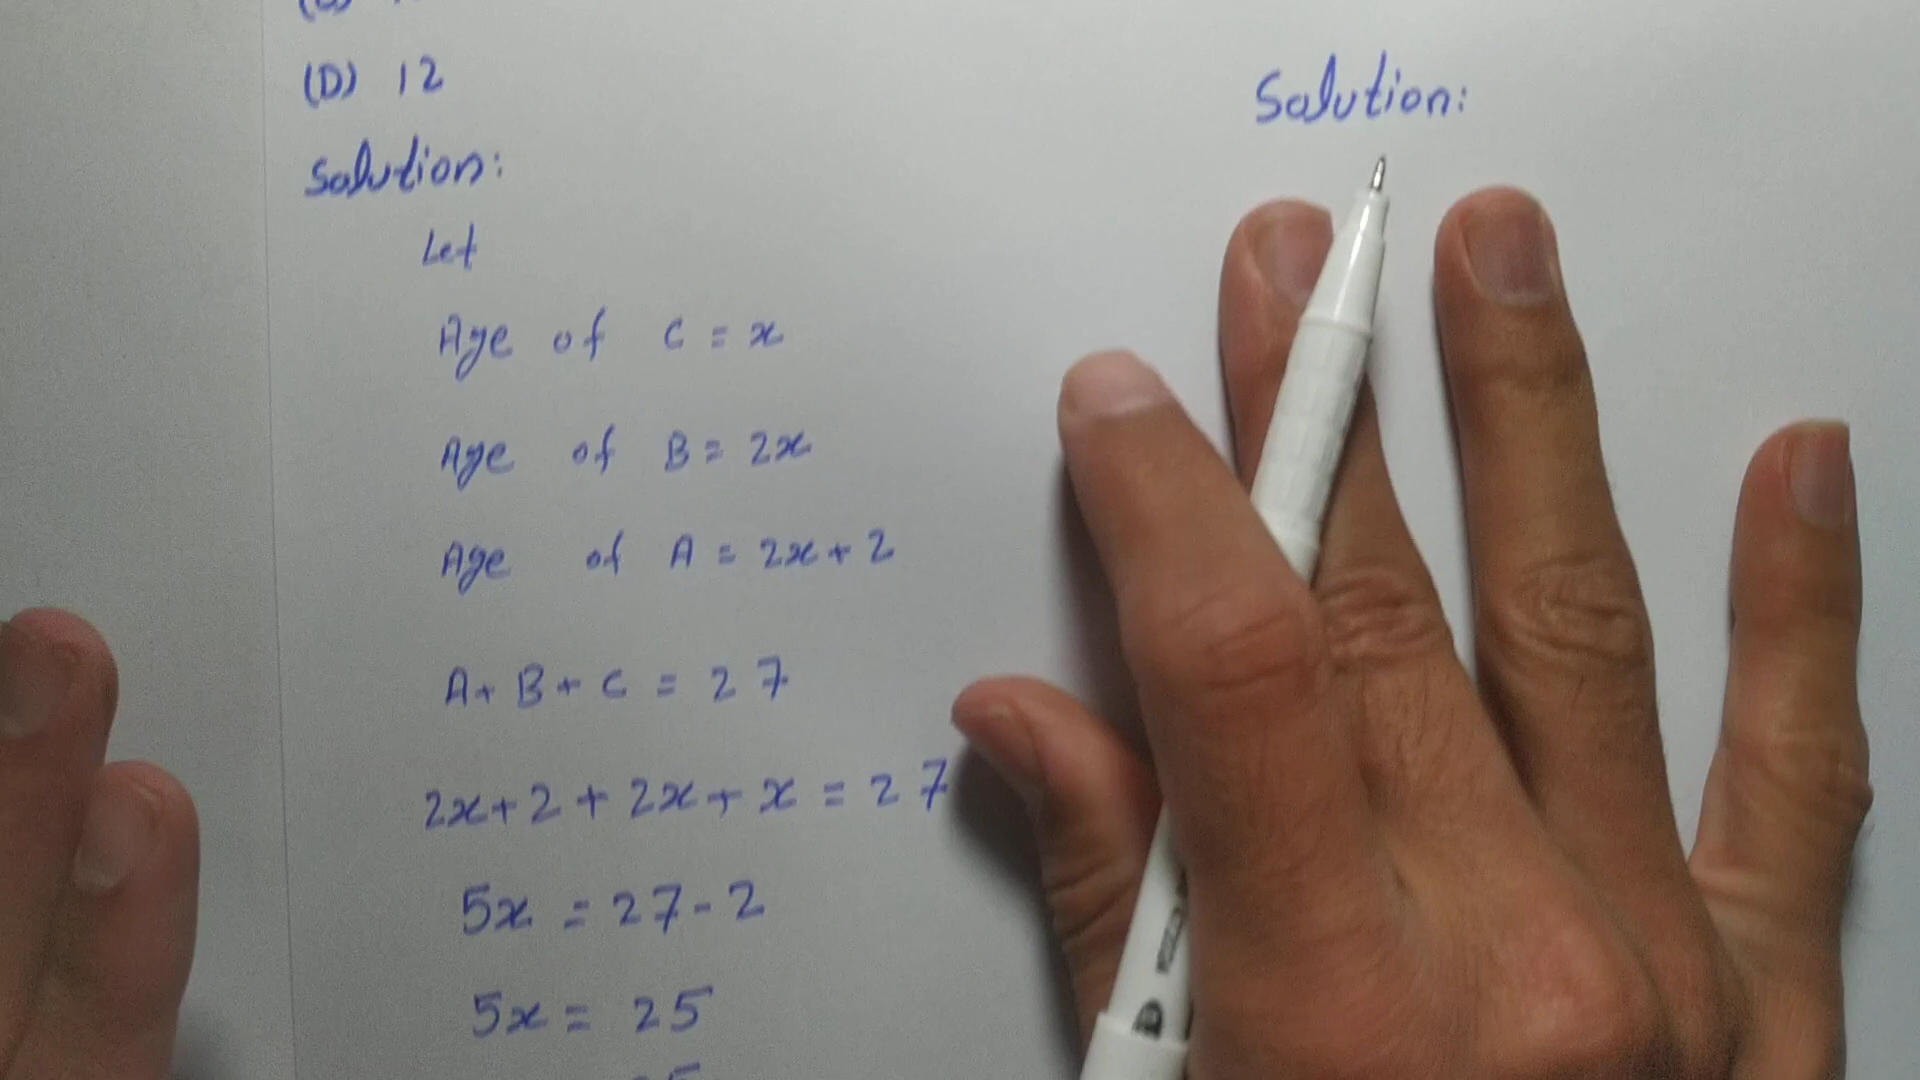 (D) 12
Solution:
Let
Age of C = x
Age of B = 2x
Age of A = 2x + 2
A + B + C = 27
2x + 2 + 2x + x = 27
5x = 27 - 2
5x = 25
Solution: